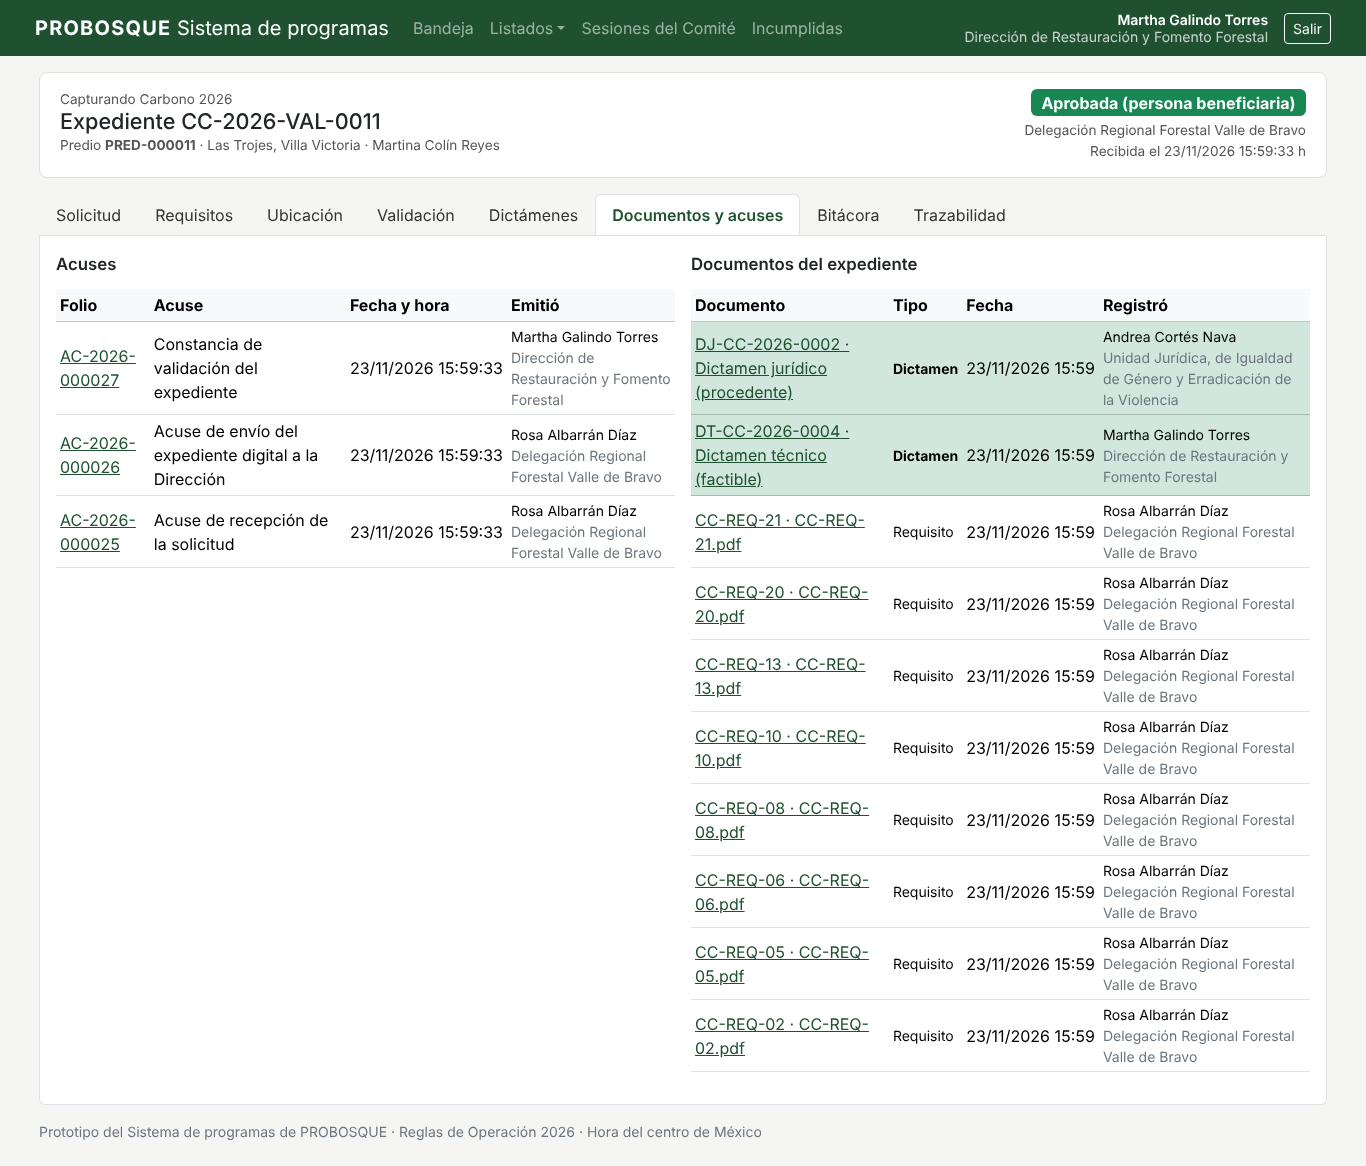 PROBOSQUE Sistema de programas
Bandeja
Listados
Sesiones del Comité
Incumplidas
Martha Galindo Torres
Dirección de Restauración y Fomento Forestal
Salir
Capturando Carbono 2026
Expediente CC-2026-VAL-0011
Predio PRED-000011 · Las Trojes, Villa Victoria · Martina Colín Reyes
Aprobada (persona beneficiaria)
Delegación Regional Forestal Valle de Bravo
Recibida el 23/11/2026 15:59:33 h
Solicitud
Requisitos
Ubicación
Validación
Dictámenes
Documentos y acuses
Bitácora
Trazabilidad
Acuses
Folio
Acuse
Fecha y hora
Emitió
AC-2026-
000027
Constancia de
validación del
expediente
23/11/2026 15:59:33
Martha Galindo Torres
Dirección de
Restauración y Fomento
Forestal
AC-2026-
000026
Acuse de envío del
expediente digital a la
Dirección
23/11/2026 15:59:33
Rosa Albarrán Díaz
Delegación Regional
Forestal Valle de Bravo
AC-2026-
000025
Acuse de recepción de
la solicitud
23/11/2026 15:59:33
Rosa Albarrán Díaz
Delegación Regional
Forestal Valle de Bravo
Documentos del expediente
Documento
Tipo
Fecha
Registró
DJ-CC-2026-0002 ·
Dictamen jurídico
(procedente)
Dictamen
23/11/2026 15:59
Andrea Cortés Nava
Unidad Jurídica, de Igualdad
de Género y Erradicación de
la Violencia
DT-CC-2026-0004 ·
Dictamen técnico
(factible)
Dictamen
23/11/2026 15:59
Martha Galindo Torres
Dirección de Restauración y
Fomento Forestal
CC-REQ-21 · CC-REQ-
21.pdf
Requisito
23/11/2026 15:59
Rosa Albarrán Díaz
Delegación Regional Forestal
Valle de Bravo
CC-REQ-20 · CC-REQ-
20.pdf
Requisito
23/11/2026 15:59
Rosa Albarrán Díaz
Delegación Regional Forestal
Valle de Bravo
CC-REQ-13 · CC-REQ-
13.pdf
Requisito
23/11/2026 15:59
Rosa Albarrán Díaz
Delegación Regional Forestal
Valle de Bravo
CC-REQ-10 · CC-REQ-
10.pdf
Requisito
23/11/2026 15:59
Rosa Albarrán Díaz
Delegación Regional Forestal
Valle de Bravo
CC-REQ-08 · CC-REQ-
08.pdf
Requisito
23/11/2026 15:59
Rosa Albarrán Díaz
Delegación Regional Forestal
Valle de Bravo
CC-REQ-06 · CC-REQ-
06.pdf
Requisito
23/11/2026 15:59
Rosa Albarrán Díaz
Delegación Regional Forestal
Valle de Bravo
CC-REQ-05 · CC-REQ-
05.pdf
Requisito
23/11/2026 15:59
Rosa Albarrán Díaz
Delegación Regional Forestal
Valle de Bravo
CC-REQ-02 · CC-REQ-
02.pdf
Requisito
23/11/2026 15:59
Rosa Albarrán Díaz
Delegación Regional Forestal
Valle de Bravo
Prototipo del Sistema de programas de PROBOSQUE · Reglas de Operación 2026 · Hora del centro de México